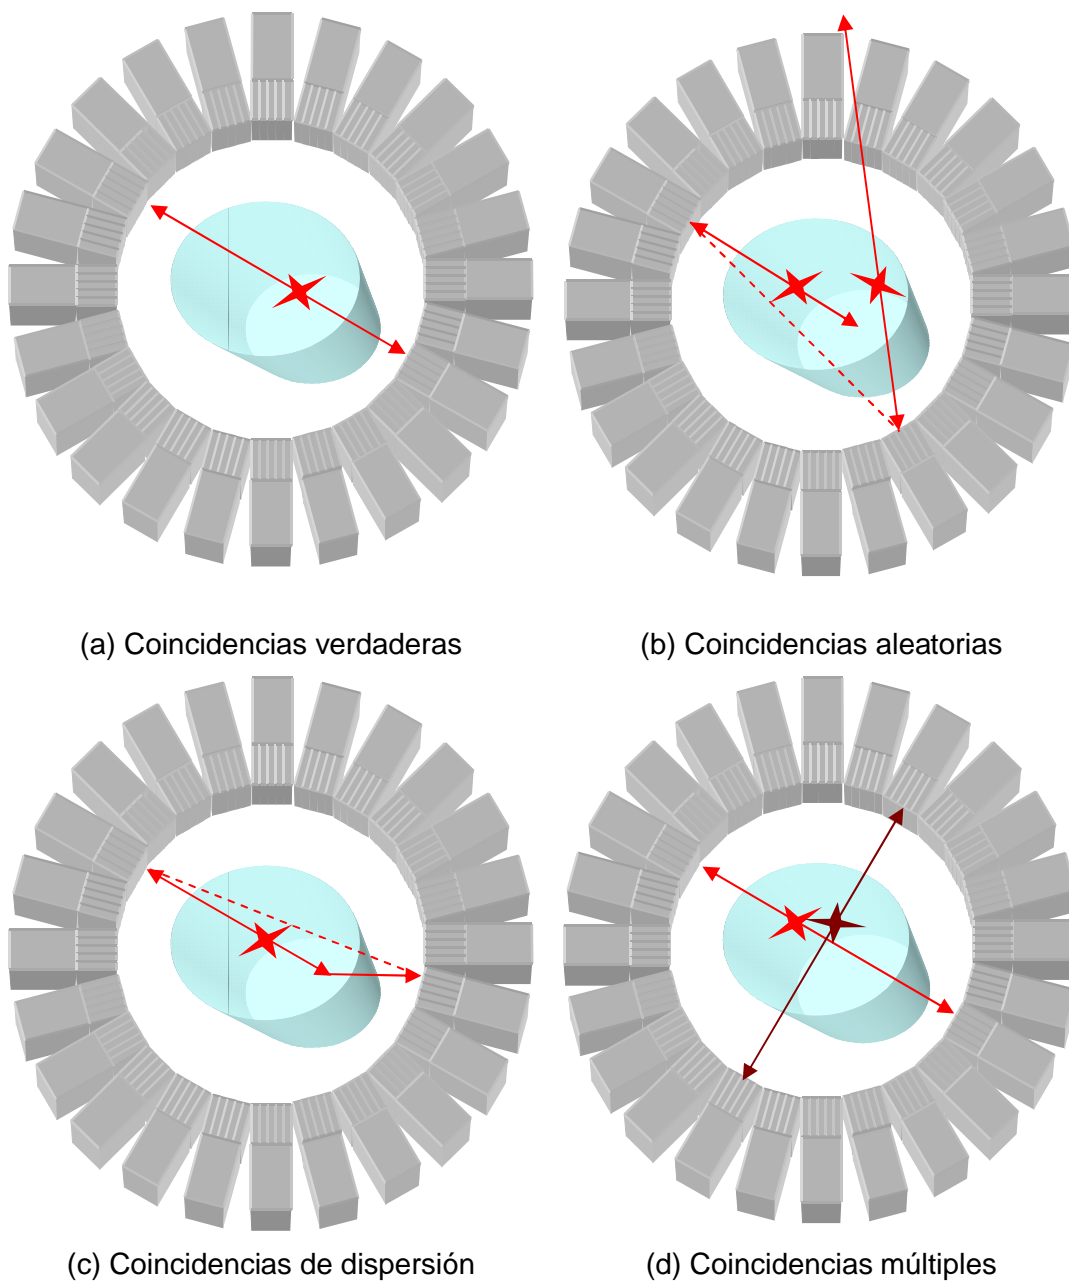 (a) Coincidencias verdaderas
(b) Coincidencias aleatorias
(c) Coincidencias de dispersión
(d) Coincidencias múltiples